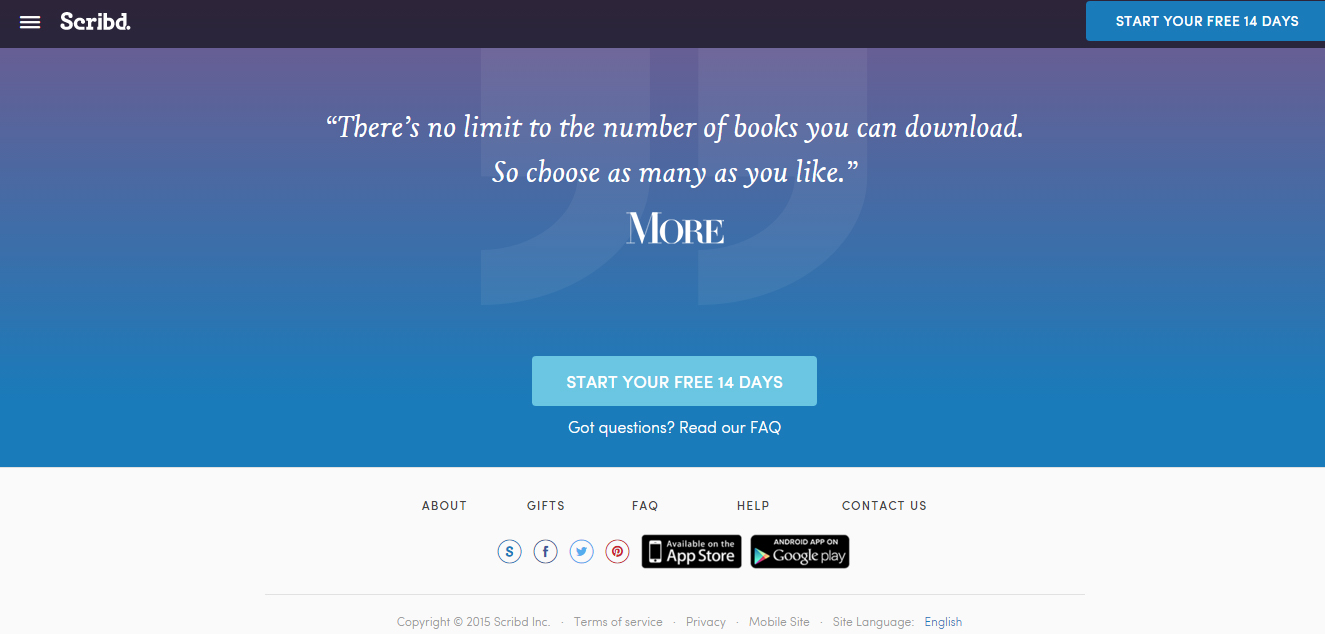 Scribd.
START YOUR FREE 14 DAYS
“There’s no limit to the number of books you can download.
So choose as many as you like.”
MORE
START YOUR FREE 14 DAYS
Got questions? Read our FAQ
ABOUT GIFTS FAQ HELP CONTACT US
S f Available on the App Store ANDROID APP ON Google play
Copyright © 2015 Scribd Inc. · Terms of service · Privacy · Mobile Site · Site Language: English